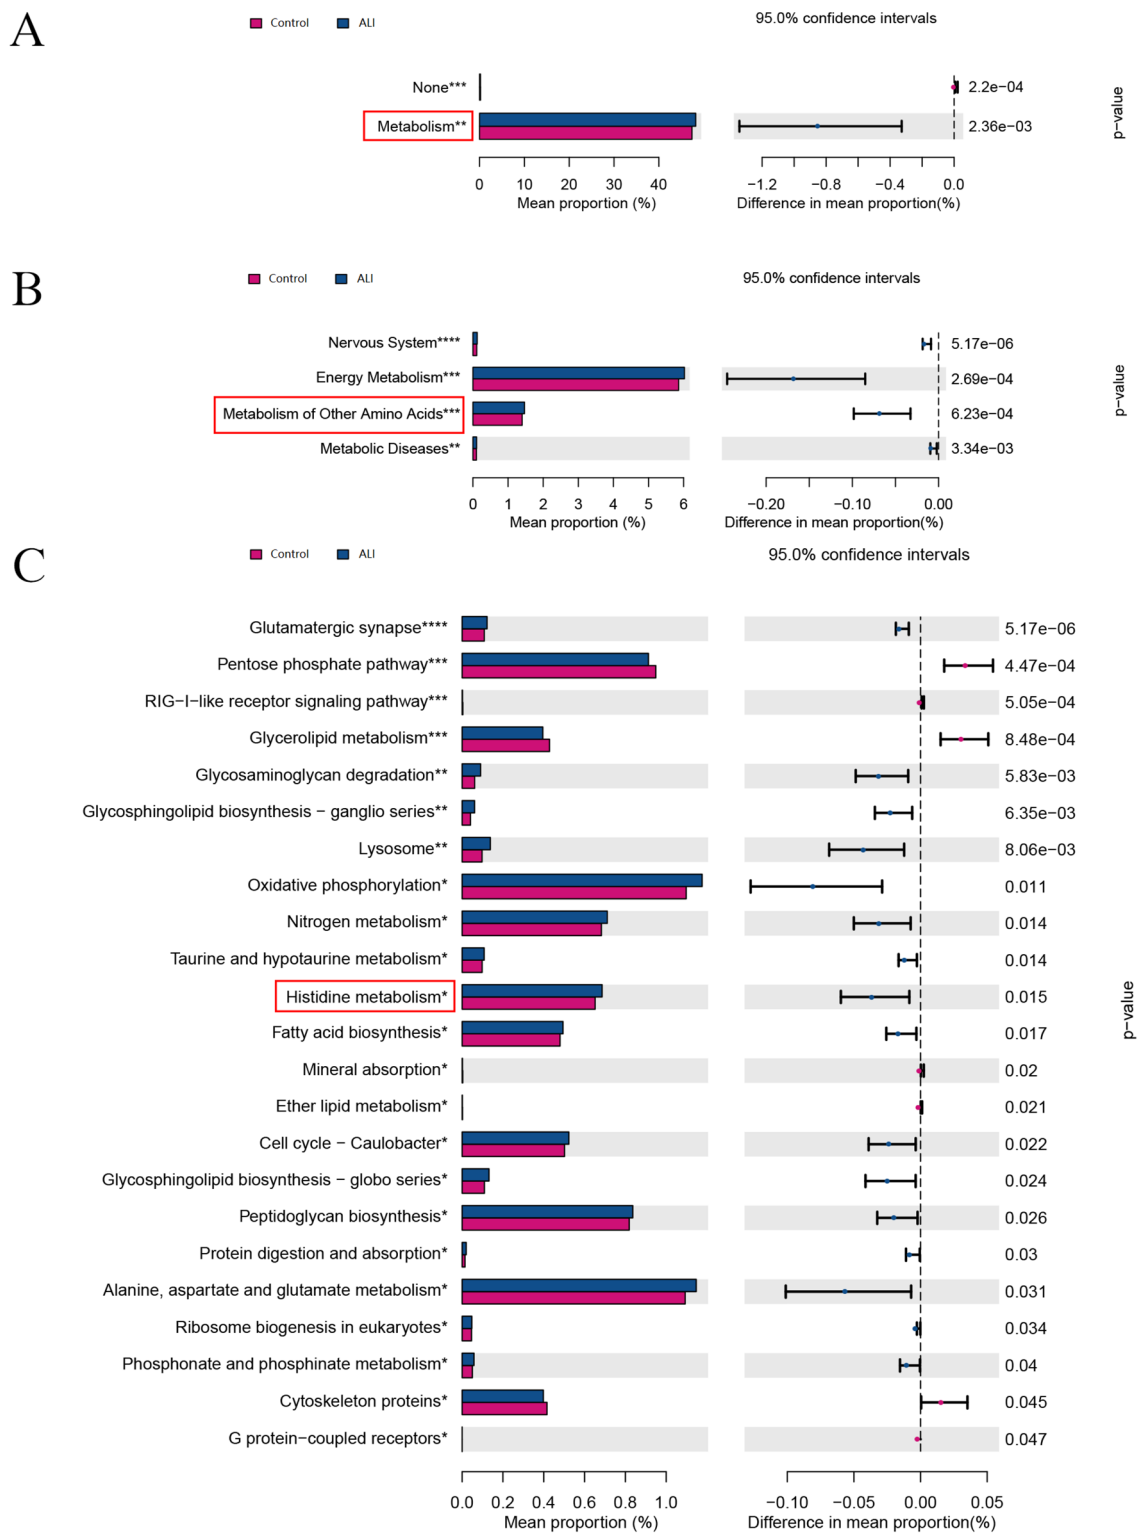 A
Control ALI 95.0% confidence intervals
None*** 2.2e−04
Metabolism** 2.36e−03
p−value
0 10 20 30 40 −1.2 −0.8 −0.4 0.0
Mean proportion (%) Difference in mean proportion(%)
B
Control ALI 95.0% confidence intervals
Nervous System**** 5.17e−06
Energy Metabolism*** 2.69e−04
Metabolism of Other Amino Acids*** 6.23e−04
Metabolic Diseases** 3.34e−03
p−value
0 1 2 3 4 5 6 −0.20 −0.10 0.00
Mean proportion (%) Difference in mean proportion(%)
C
Control ALI 95.0% confidence intervals
Glutamatergic synapse**** 5.17e−06
Pentose phosphate pathway*** 4.47e−04
RIG−I−like receptor signaling pathway*** 5.05e−04
Glycerolipid metabolism*** 8.48e−04
Glycosaminoglycan degradation** 5.83e−03
Glycosphingolipid biosynthesis − ganglio series** 6.35e−03
Lysosome** 8.06e−03
Oxidative phosphorylation* 0.011
Nitrogen metabolism* 0.014
Taurine and hypotaurine metabolism* 0.014
Histidine metabolism* 0.015
Fatty acid biosynthesis* 0.017
Mineral absorption* 0.02
Ether lipid metabolism* 0.021
Cell cycle − Caulobacter* 0.022
Glycosphingolipid biosynthesis − globo series* 0.024
Peptidoglycan biosynthesis* 0.026
Protein digestion and absorption* 0.03
Alanine, aspartate and glutamate metabolism* 0.031
Ribosome biogenesis in eukaryotes* 0.034
Phosphonate and phosphinate metabolism* 0.04
Cytoskeleton proteins* 0.045
G protein−coupled receptors* 0.047
p−value
0.0 0.2 0.4 0.6 0.8 1.0 −0.10 −0.05 0.00 0.05
Mean proportion (%) Difference in mean proportion(%)